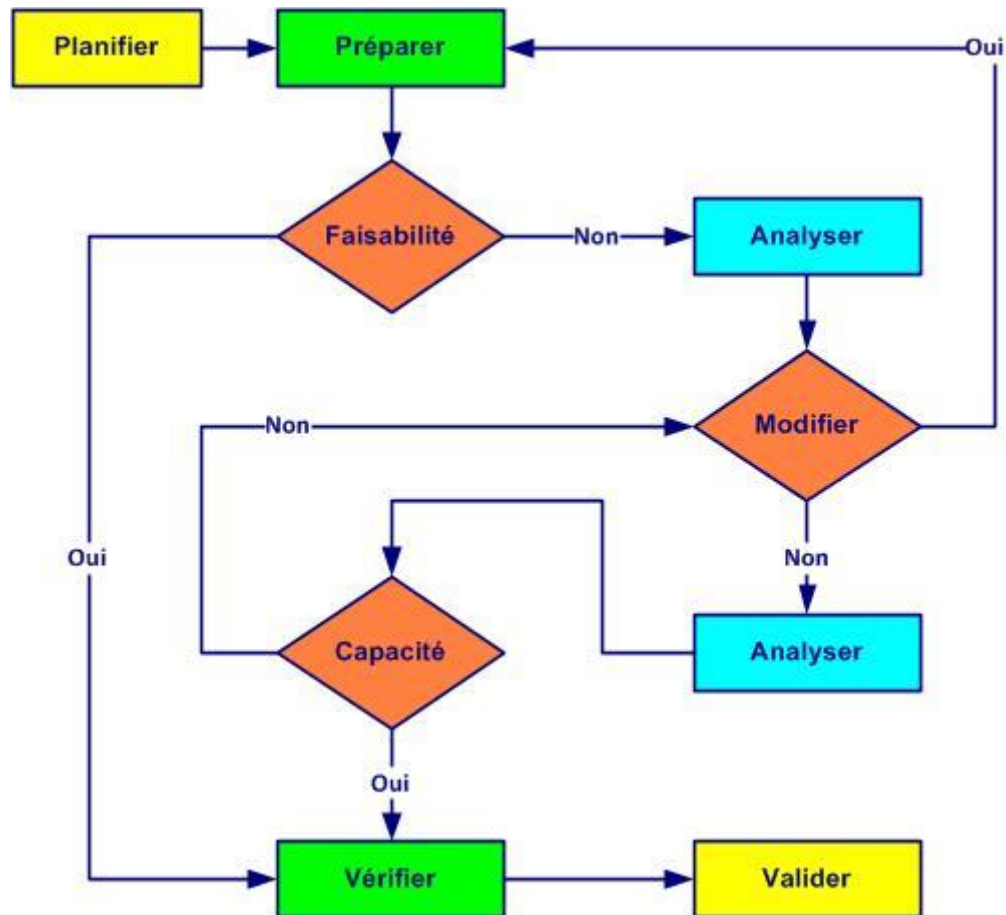 Planifier
Préparer
Oui
Faisabilité
Non
Analyser
Non
Modifier
Oui
Non
Capacité
Analyser
Oui
Vérifier
Valider